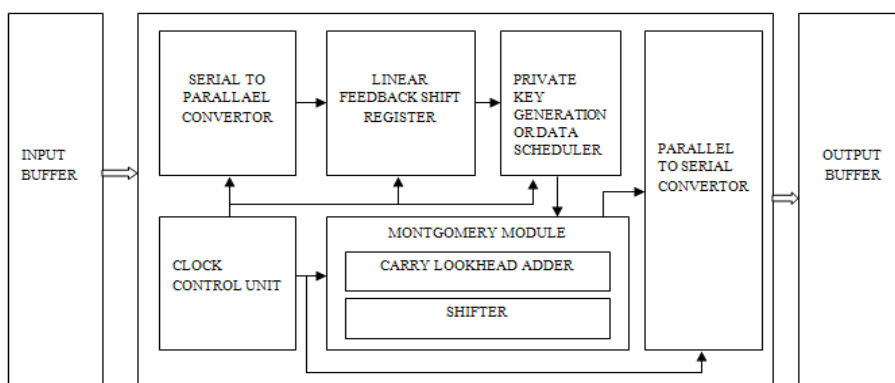 INPUT
BUFFER
SERIAL TO
PARALLAEL
CONVERTOR
LINEAR
FEEDBACK SHIFT
REGISTER
PRIVATE
KEY
GENERATION
OR DATA
SCHEDULER
PARALLEL
TO SERIAL
CONVERTOR
OUTPUT
BUFFER
CLOCK
CONTROL UNIT
MONTGOMERY MODULE
CARRY LOOKHEAD ADDER
SHIFTER